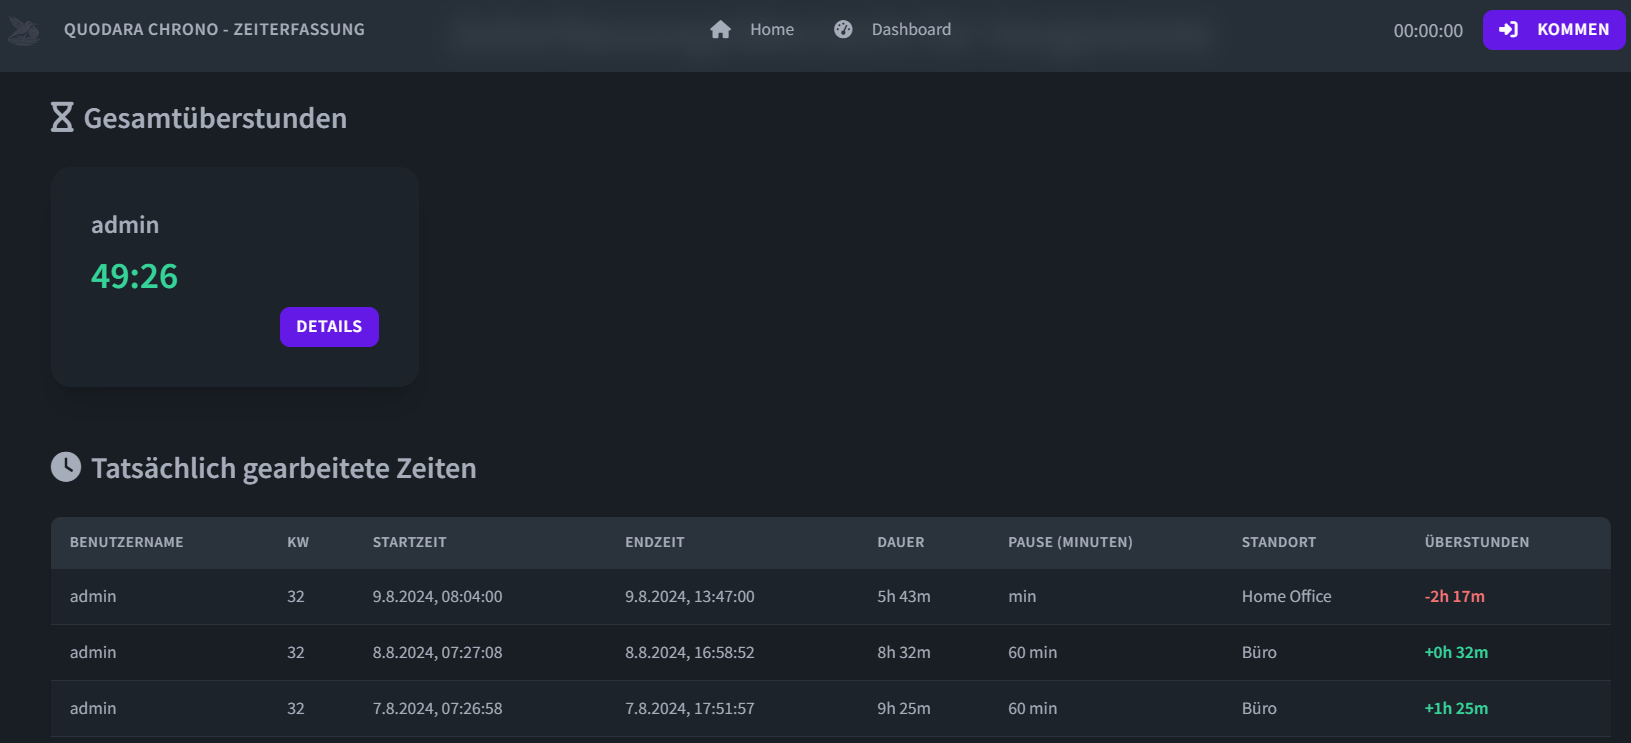 QUODARA CHRONO - ZEITERFASSUNG Home Dashboard 00:00:00 KOMMEN
Gesamtüberstunden
admin
49:26
DETAILS
Tatsächlich gearbeitete Zeiten
BENUTZERNAME KW STARTZEIT ENDZEIT DAUER PAUSE (MINUTEN) STANDORT ÜBERSTUNDEN
admin 32 9.8.2024, 08:04:00 9.8.2024, 13:47:00 5h 43m min Home Office -2h 17m
admin 32 8.8.2024, 07:27:08 8.8.2024, 16:58:52 8h 32m 60 min Büro +0h 32m
admin 32 7.8.2024, 07:26:58 7.8.2024, 17:51:57 9h 25m 60 min Büro +1h 25m